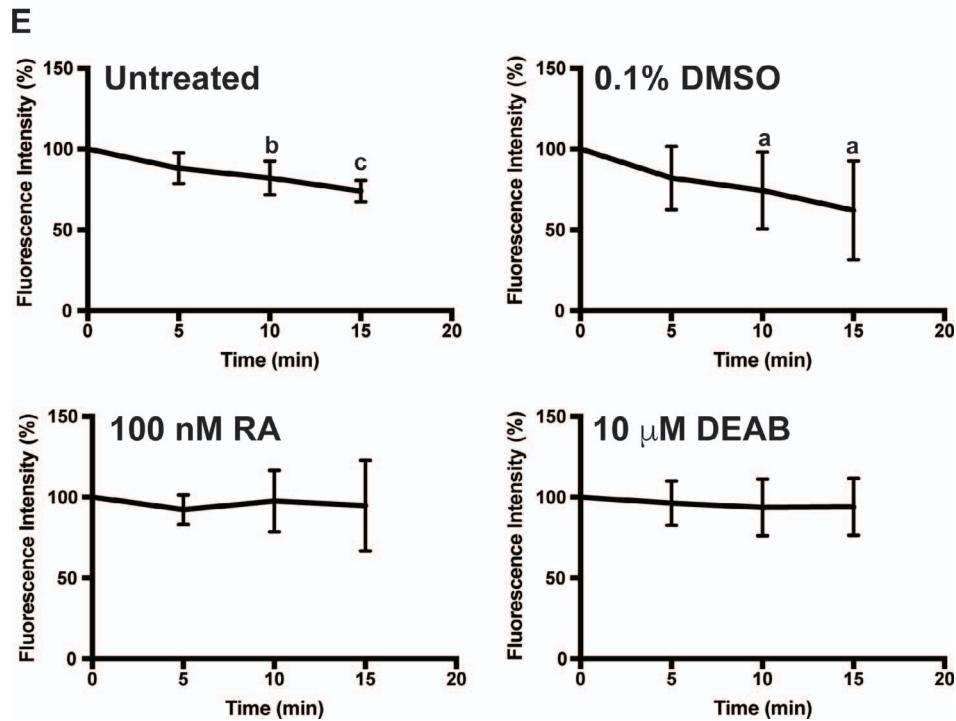 E
Untreated
Fluorescence Intensity (%)
150
100
50
0
b
c
0 5 10 15 20
Time (min)
0.1% DMSO
Fluorescence Intensity (%)
150
100
50
0
a
a
0 5 10 15 20
Time (min)
100 nM RA
Fluorescence Intensity (%)
150
100
50
0
0 5 10 15 20
Time (min)
10 μM DEAB
Fluorescence Intensity (%)
150
100
50
0
0 5 10 15 20
Time (min)